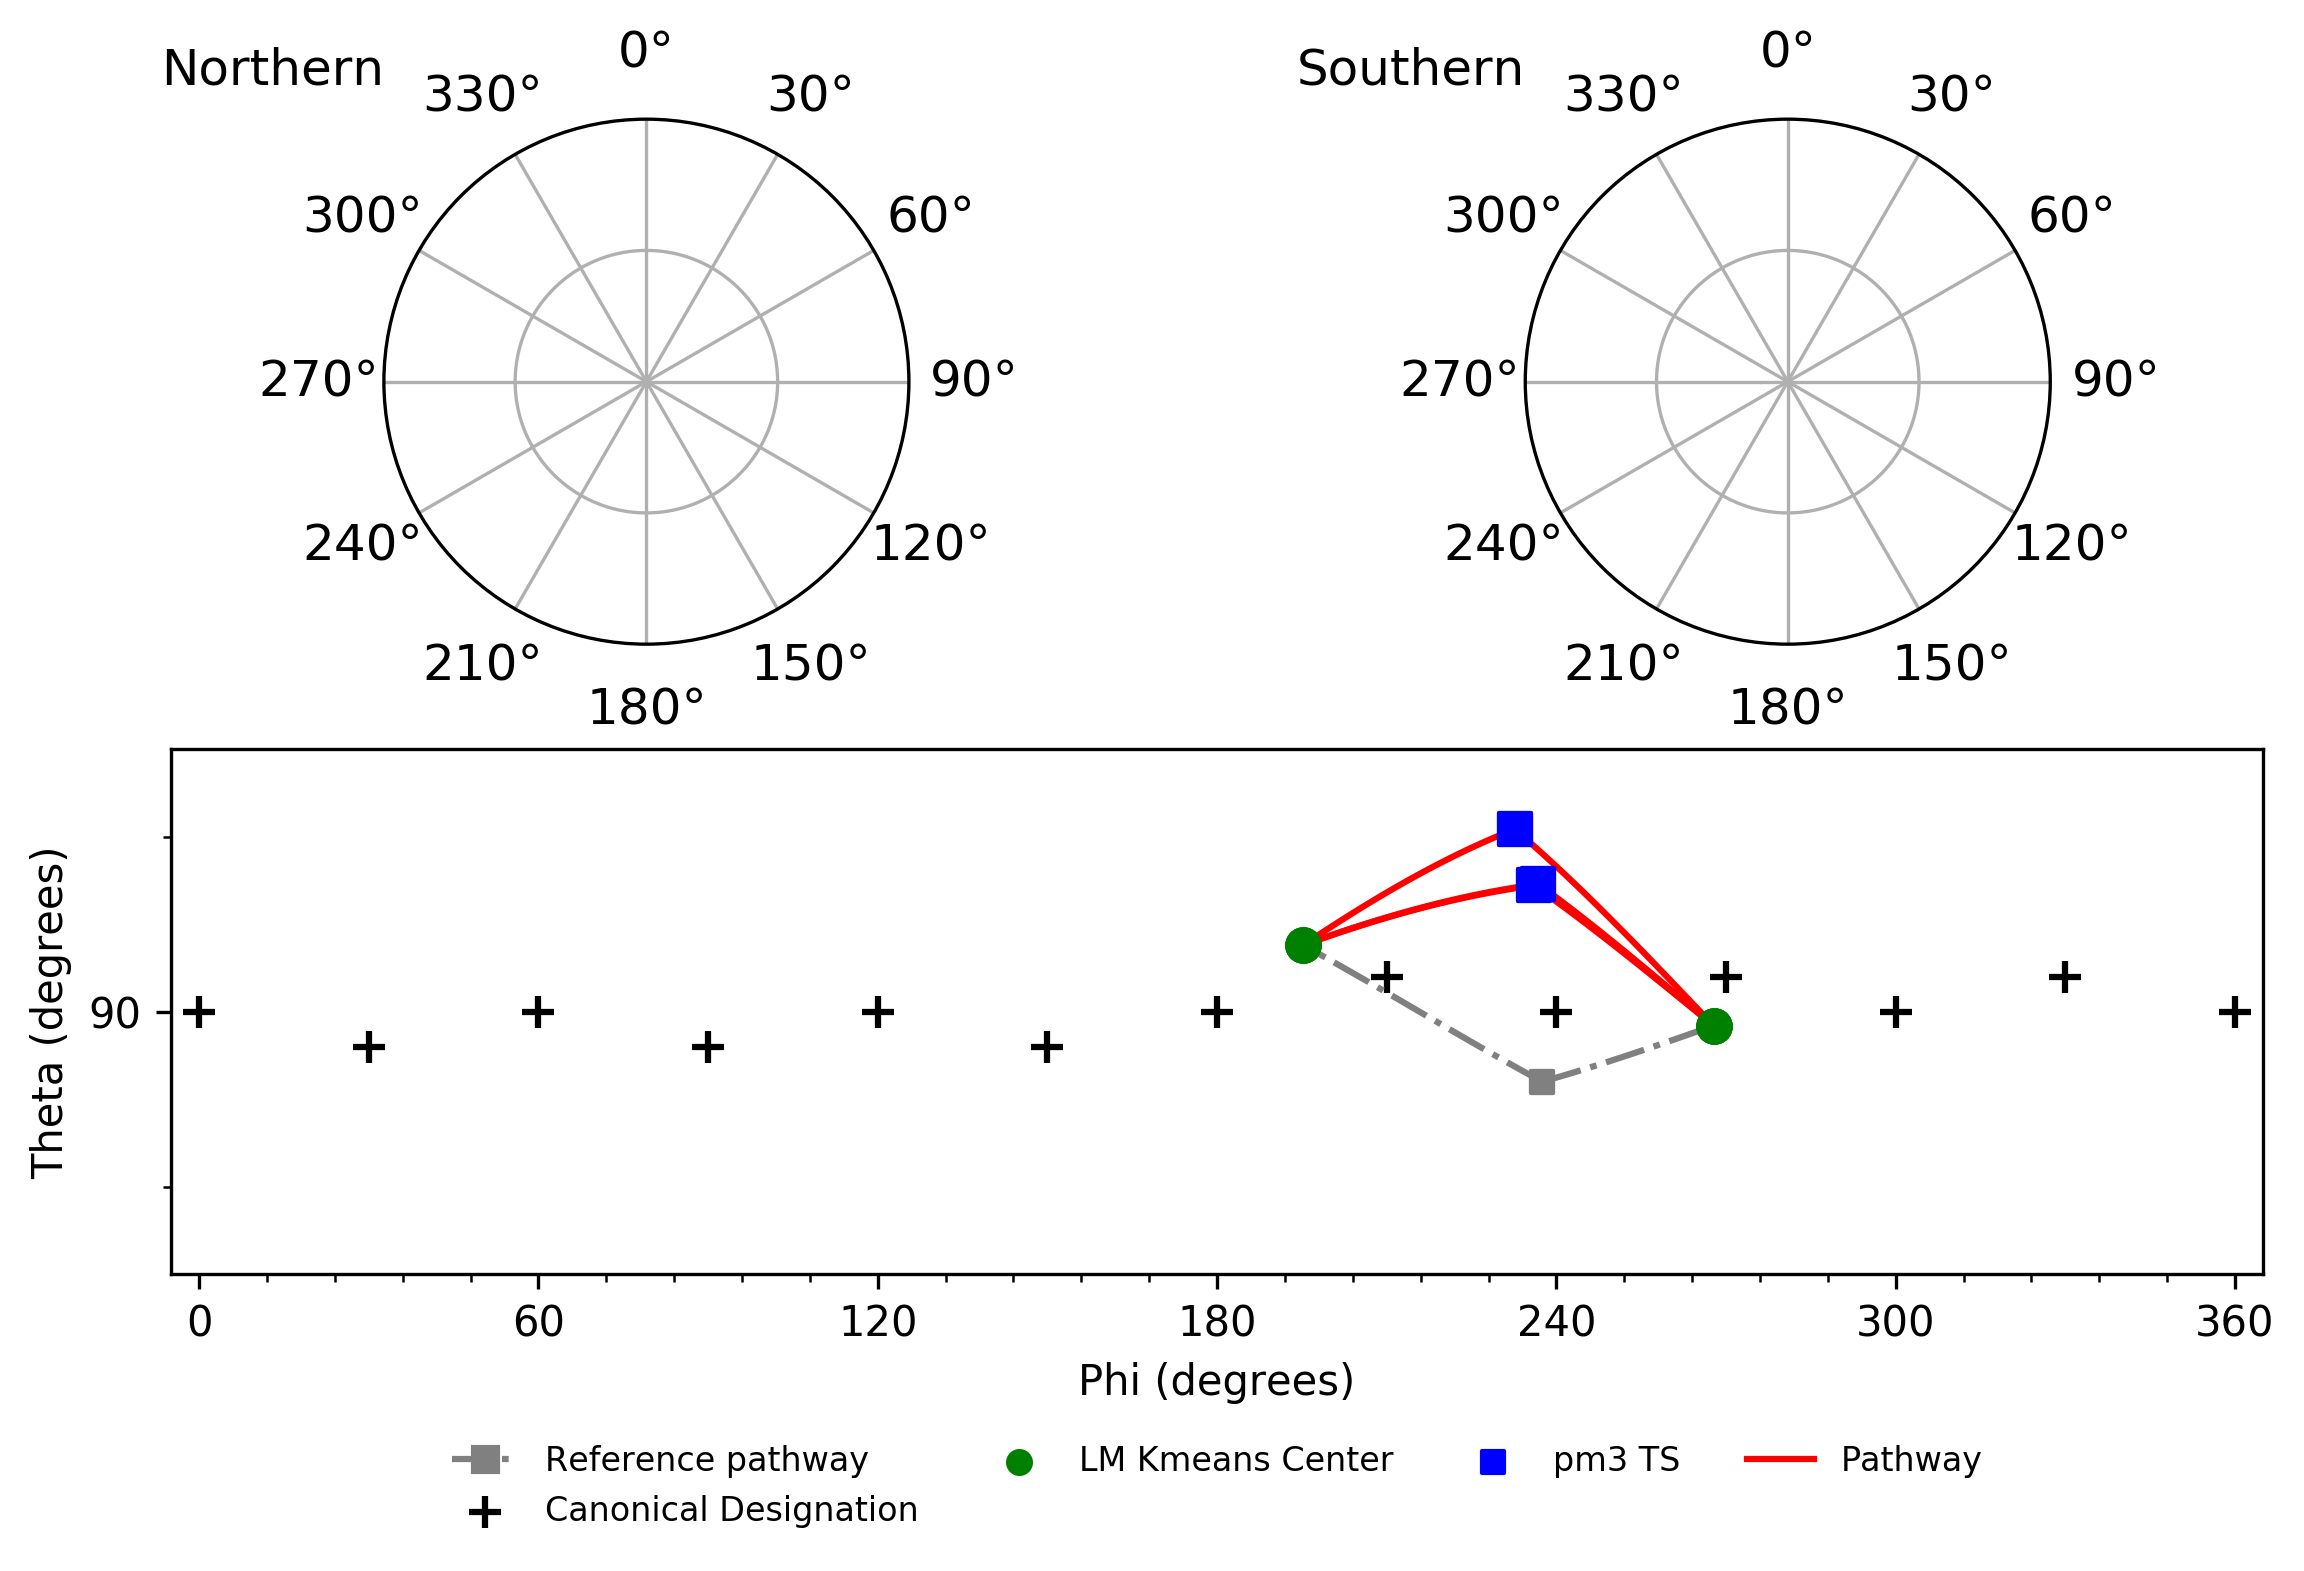 Northern
0°
330°
30°
300°
60°
270°
90°
240°
120°
210°
150°
180°
Southern
0°
330°
30°
300°
60°
270°
90°
240°
120°
210°
150°
180°
Theta (degrees)
90
0 60 120 180 240 300 360
Phi (degrees)
Reference pathway
Canonical Designation
LM Kmeans Center
pm3 TS
Pathway